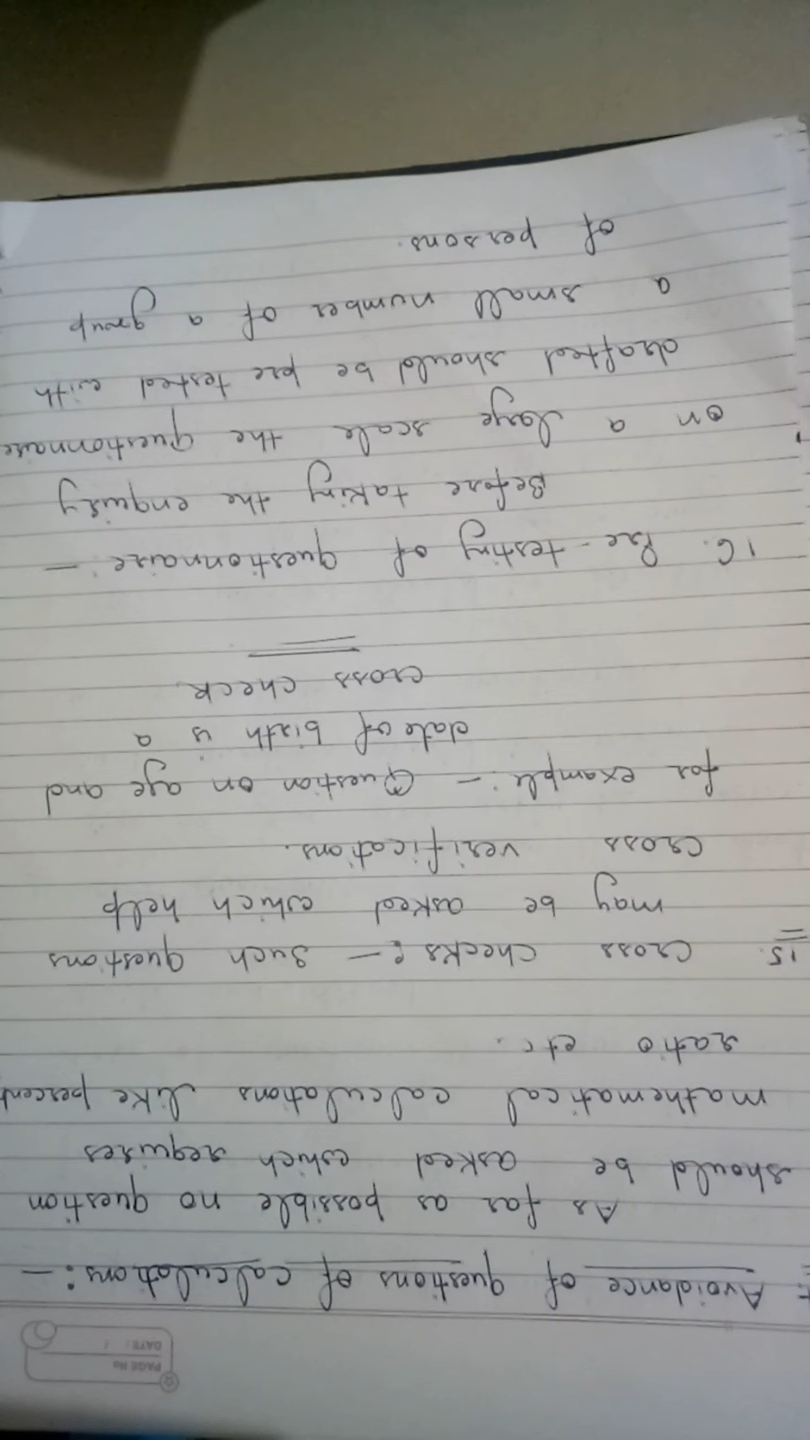 PAGE No
DATE: / /
Avoidance of questions of calculations:-
As far as possible no question
should be asked which requires
mathematical calculations like percent
ratio etc.
15. Cross checks:- Such questions
may be asked which help
cross verifications.
for example:- Question on age and
date of birth is a
cross check
16. Pre-testing of questionnaire:-
Before taking the enquiry
on a large scale the questionnaire
drafted should be pre tested with
a small number of a group
of persons.